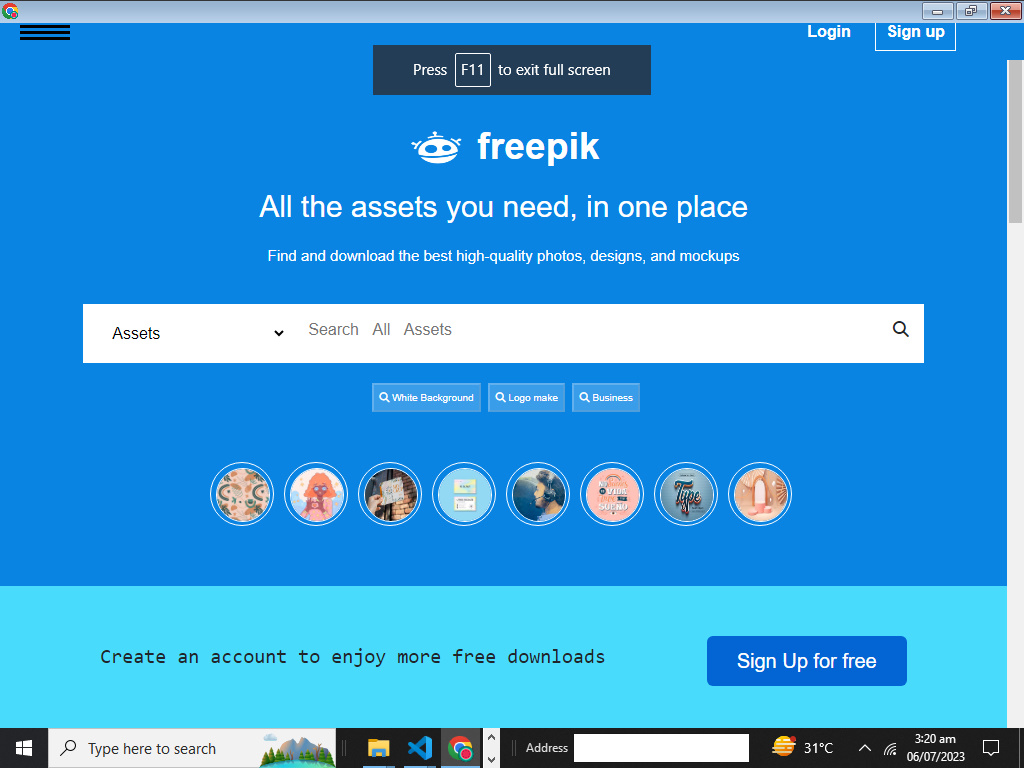 Login
Sign up
Press F11 to exit full screen
freepik
All the assets you need, in one place
Find and download the best high-quality photos, designs, and mockups
Assets
Search All Assets
White Background
Logo make
Business
VIDA
SUEÑO
Type
Create an account to enjoy more free downloads
Sign Up for free
Type here to search
Address
31°C
3:20 am
06/07/2023